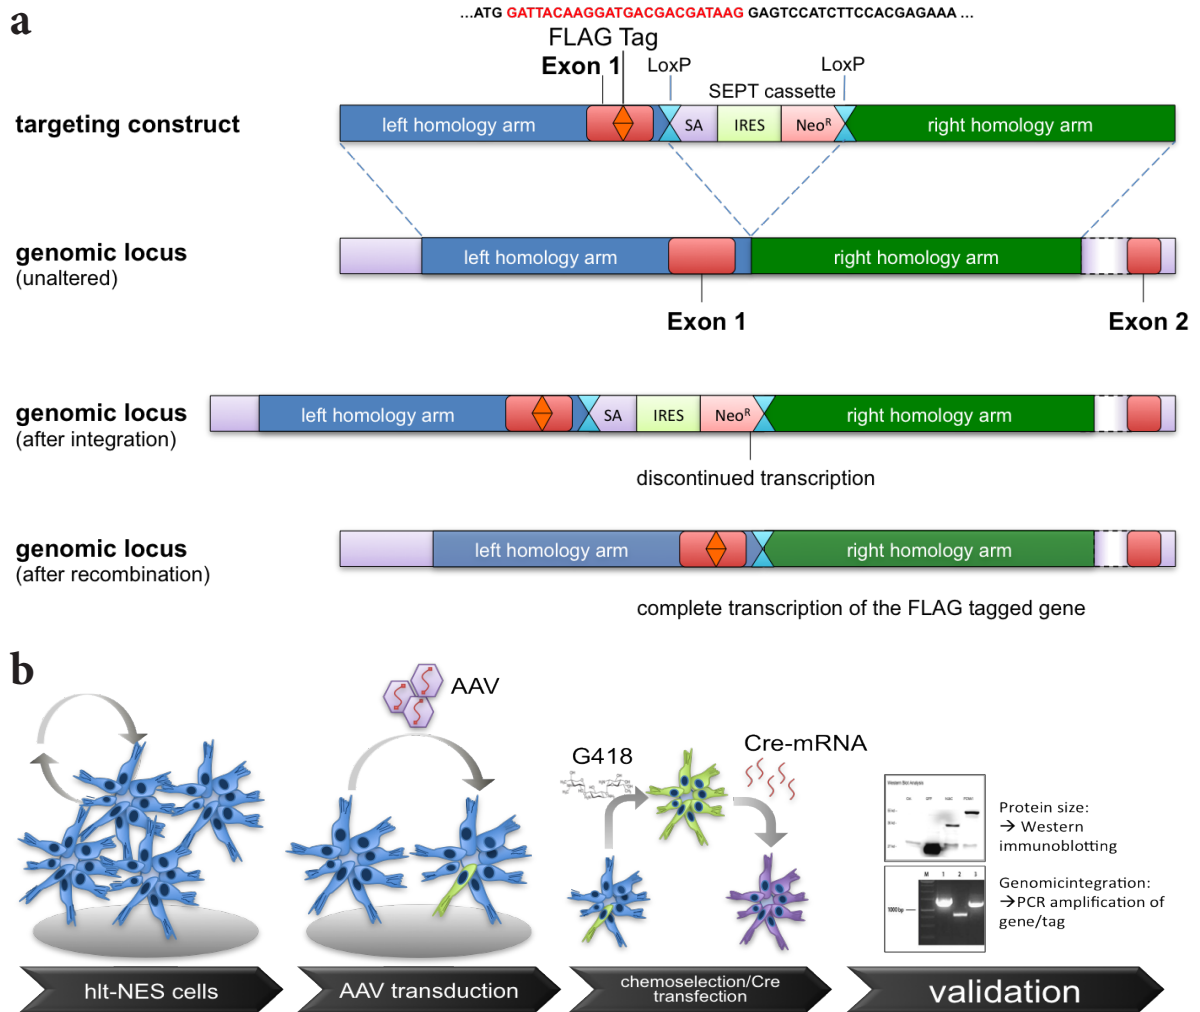 a
...ATG GATTACAAGGATGACGACGATAAG GAGTCCATCTTCCACGAGAAA ...
FLAG Tag
Exon 1
LoxP
LoxP
SEPT cassette
targeting construct
left homology arm
SA
IRES
Neoᴿ
right homology arm
genomic locus
(unaltered)
left homology arm
right homology arm
Exon 1
Exon 2
genomic locus
(after integration)
left homology arm
SA
IRES
Neoᴿ
right homology arm
discontinued transcription
genomic locus
(after recombination)
left homology arm
right homology arm
complete transcription of the FLAG tagged gene
b
AAV
G418
Cre-mRNA
Western Blot Analysis
Protein size:
→ Western
immunoblotting
M 1 2 3
1000bp
Genomicintegration:
→PCR amplification of
gene/tag
hlt-NES cells
AAV transduction
chemoselection/Cre
transfection
validation